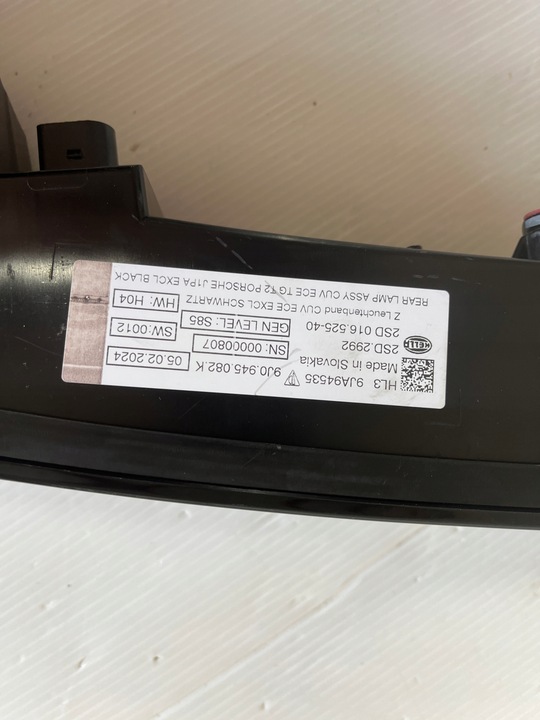 HL3 9JA94535 9J0.945.082.K 05.02.2024
Made in Slovakia SN: 00000807 SW:0012
HELLA 2SD.2992 GEN LEVEL: S85 HW: H04
2SD 016.525-40
Z Leuchtenband CUV ECE EXCL SCHWARTZ
REAR LAMP ASSY CUV ECE TG T2 PORSCHE J1PA EXCL BLACK